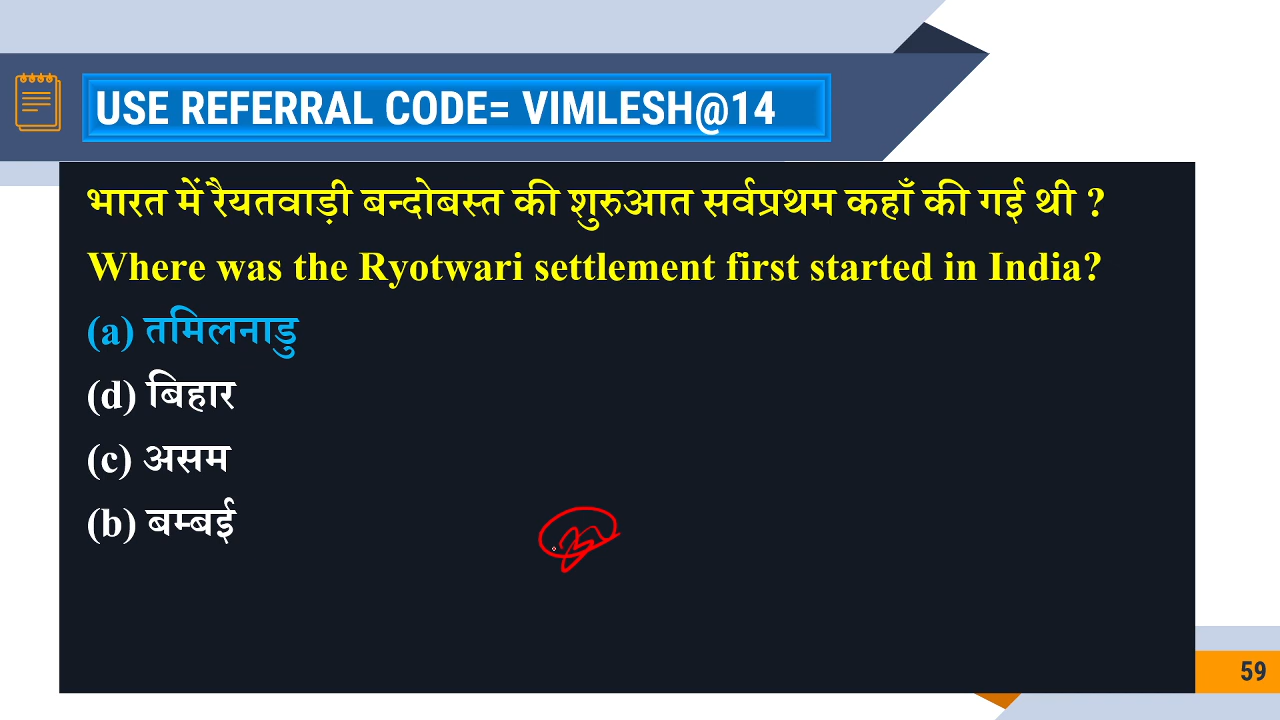 USE REFERRAL CODE= VIMLESH@14
भारत में रैयतवाड़ी बन्दोबस्त की शुरुआत सर्वप्रथम कहाँ की गई थी ?
Where was the Ryotwari settlement first started in India?
(a) तमिलनाडु
(d) बिहार
(c) असम
(b) बम्बई
59